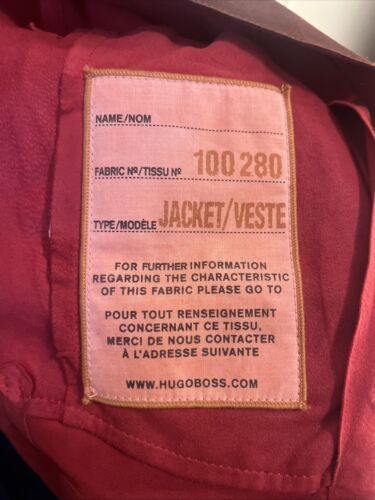 NAME/NOM
FABRIC Nº/TISSU Nº 100 280
TYPE/MODÈLE JACKET/VESTE
FOR FURTHER INFORMATION
REGARDING THE CHARACTERISTIC
OF THIS FABRIC PLEASE GO TO
POUR TOUT RENSEIGNEMENT
CONCERNANT CE TISSU,
MERCI DE NOUS CONTACTER
À L'ADRESSE SUIVANTE
WWW.HUGOBOSS.COM